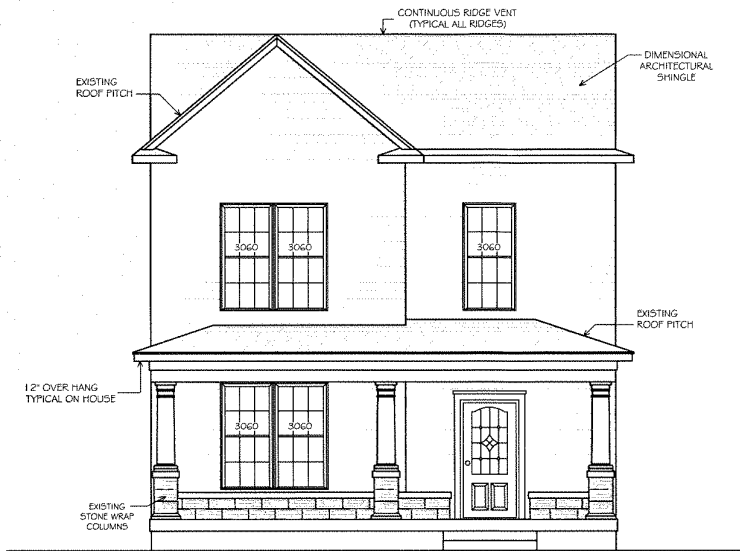 CONTINUOUS RIDGE VENT
(TYPICAL ALL RIDGES)
DIMENSIONAL
ARCHITECTURAL
SHINGLE
EXISTING
ROOF PITCH
3060 3060
3060
EXISTING
ROOF PITCH
12" OVER HANG
TYPICAL ON HOUSE
3060 3060
EXISTING
STONE WRAP
COLUMNS